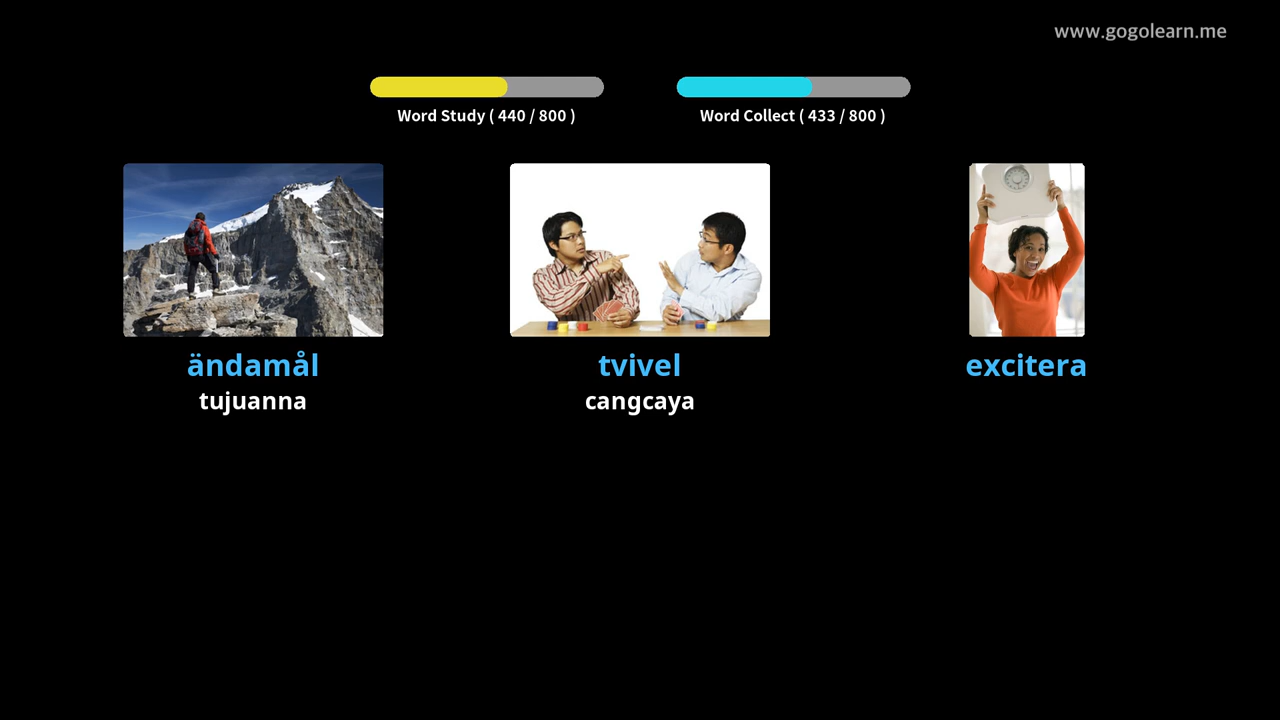 www.gogolearn.me
Word Study ( 440 / 800 )
Word Collect ( 433 / 800 )
ändamål
tvivel
excitera
tujuanna
cangcaya